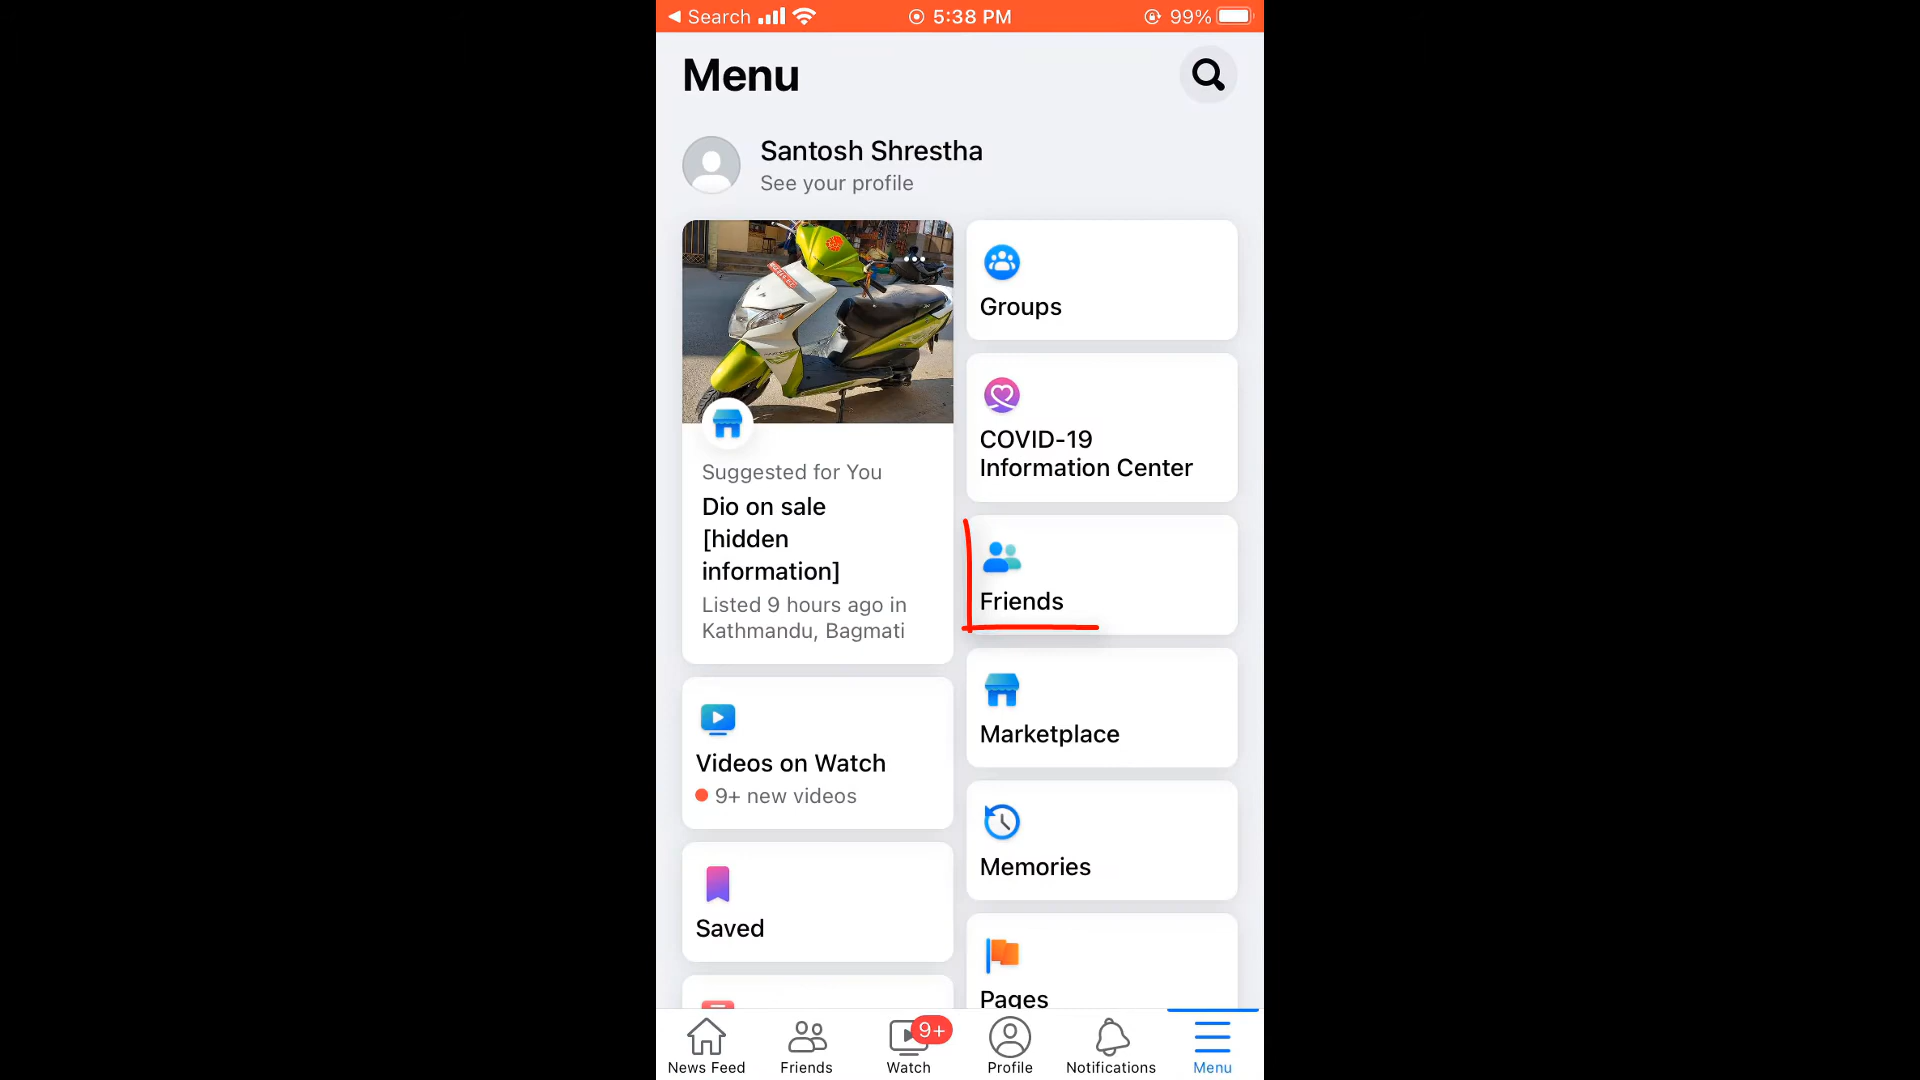 Search
5:38 PM
99%
Menu
Santosh Shrestha
See your profile
Suggested for You
Dio on sale
[hidden
information]
Listed 9 hours ago in
Kathmandu, Bagmati
Videos on Watch
9+ new videos
Saved
Groups
COVID-19
Information Center
Friends
Marketplace
Memories
Pages
9+
News Feed
Friends
Watch
Profile
Notifications
Menu